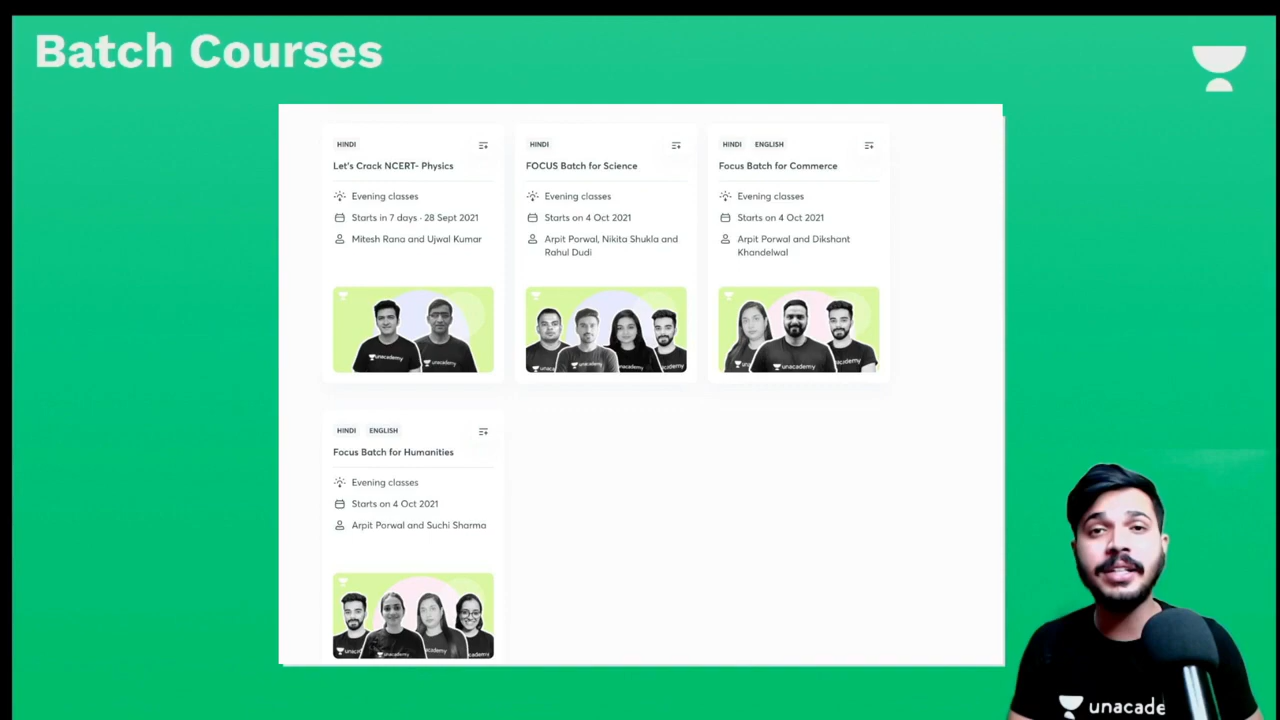 Batch Courses
HINDI
Let's Crack NCERT- Physics
Evening classes
Starts in 7 days · 28 Sept 2021
Mitesh Rana and Ujwal Kumar
unacademy
unacademy
HINDI
FOCUS Batch for Science
Evening classes
Starts on 4 Oct 2021
Arpit Porwal, Nikita Shukla and
Rahul Dudi
unacademy
HINDI ENGLISH
Focus Batch for Commerce
Evening classes
Starts on 4 Oct 2021
Arpit Porwal and Dikshant
Khandelwal
unacademy
HINDI ENGLISH
Focus Batch for Humanities
Evening classes
Starts on 4 Oct 2021
Arpit Porwal and Suchi Sharma
unacade